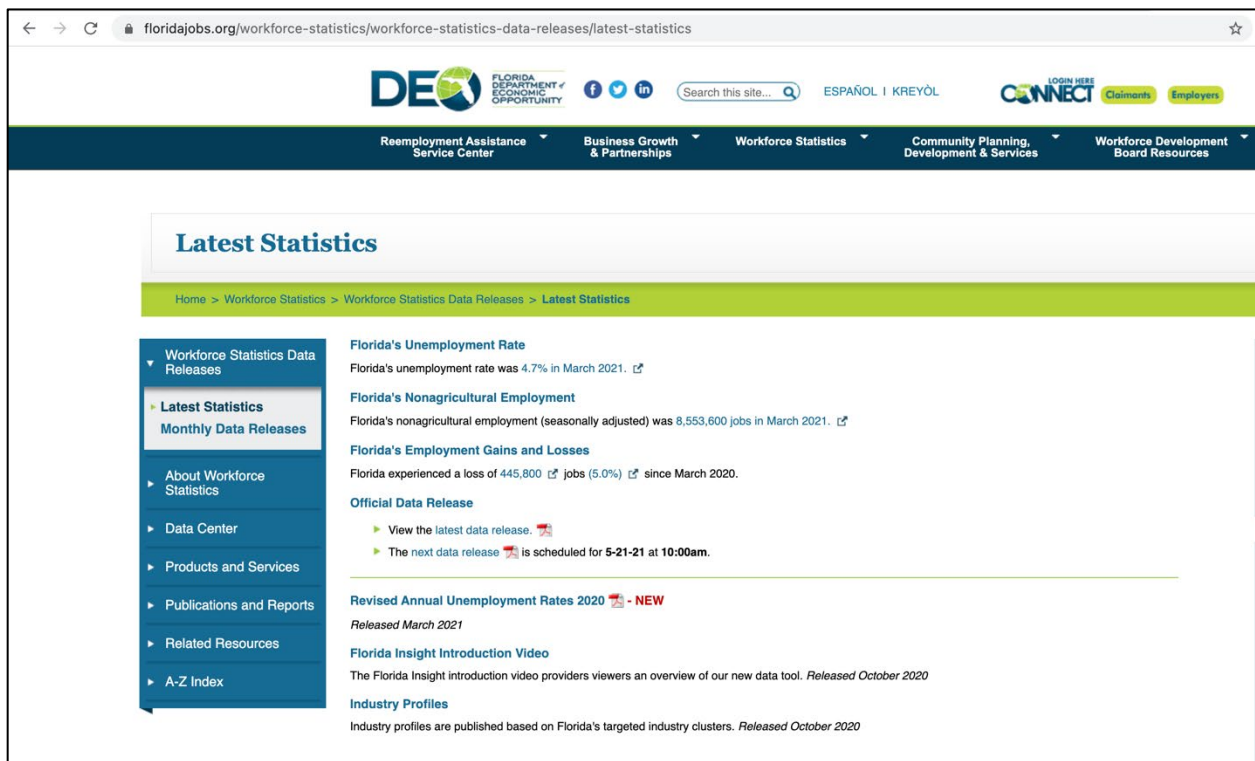 floridajobs.org/workforce-statistics/workforce-statistics-data-releases/latest-statistics
DEO
FLORIDA
DEPARTMENT of
ECONOMIC
OPPORTUNITY
Search this site...
ESPAÑOL | KREYÒL
LOGIN HERE
CONNECT
Claimants
Employers
Reemployment Assistance
Service Center
Business Growth
& Partnerships
Workforce Statistics
Community Planning,
Development & Services
Workforce Development
Board Resources
Latest Statistics
Home > Workforce Statistics > Workforce Statistics Data Releases > Latest Statistics
Workforce Statistics Data
Releases
Latest Statistics
Monthly Data Releases
About Workforce
Statistics
Data Center
Products and Services
Publications and Reports
Related Resources
A-Z Index
Florida's Unemployment Rate
Florida's unemployment rate was 4.7% in March 2021.
Florida's Nonagricultural Employment
Florida's nonagricultural employment (seasonally adjusted) was 8,553,600 jobs in March 2021.
Florida's Employment Gains and Losses
Florida experienced a loss of 445,800 jobs (5.0%) since March 2020.
Official Data Release
View the latest data release.
The next data release is scheduled for 5-21-21 at 10:00am.
Revised Annual Unemployment Rates 2020 - NEW
Released March 2021
Florida Insight Introduction Video
The Florida Insight introduction video providers viewers an overview of our new data tool. Released October 2020
Industry Profiles
Industry profiles are published based on Florida's targeted industry clusters. Released October 2020